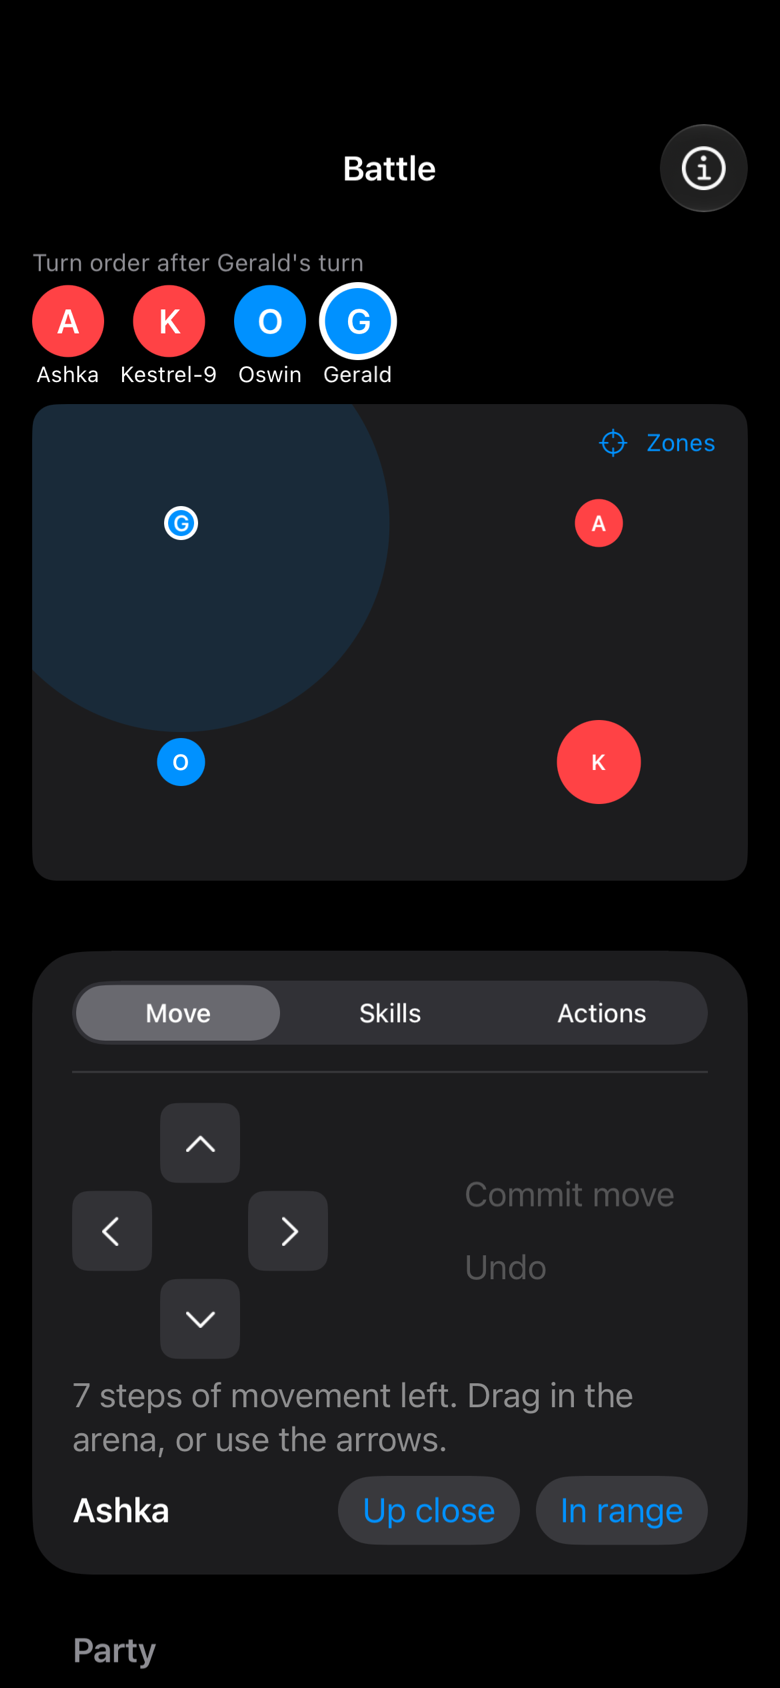 Battle
Turn order after Gerald's turn
A K O G
Ashka Kestrel-9 Oswin Gerald
Zones
G A
O K
Move Skills Actions
Commit move
Undo
7 steps of movement left. Drag in the
arena, or use the arrows.
Ashka Up close In range
Party